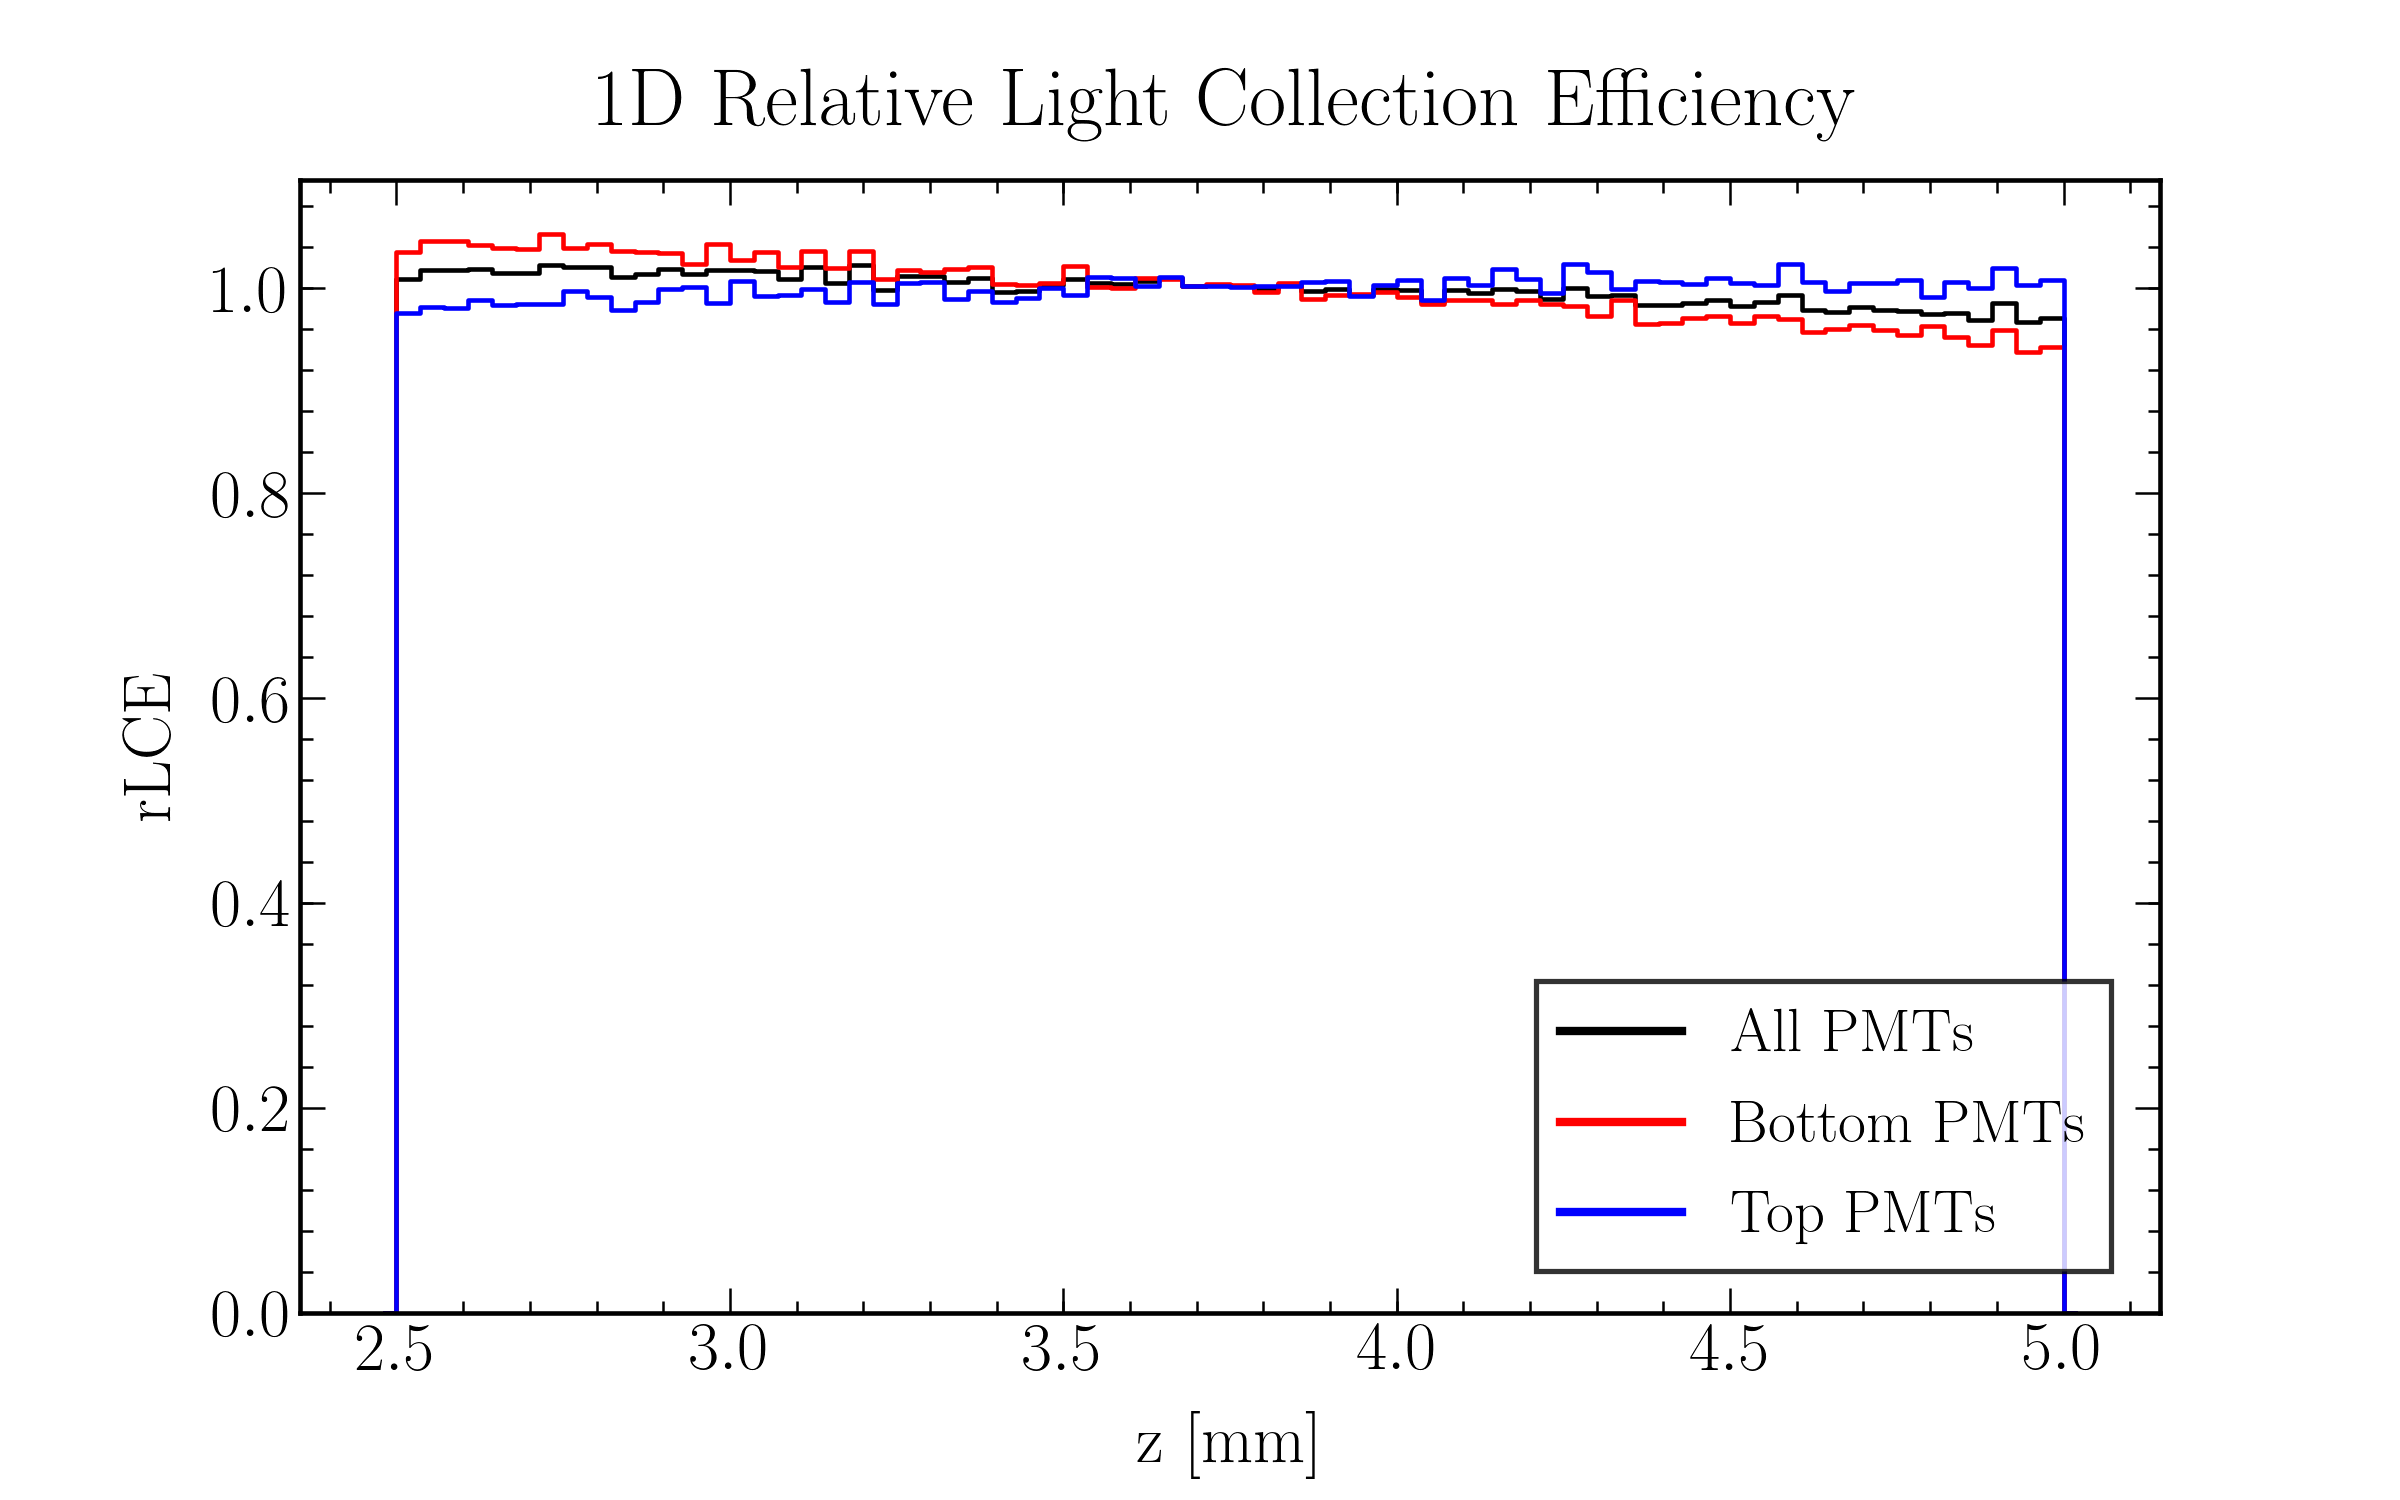 1D Relative Light Collection Efficiency
rLCE
1.0
0.8
0.6
0.4
0.2
0.0
2.5 3.0 3.5 4.0 4.5 5.0
z [mm]
All PMTs
Bottom PMTs
Top PMTs